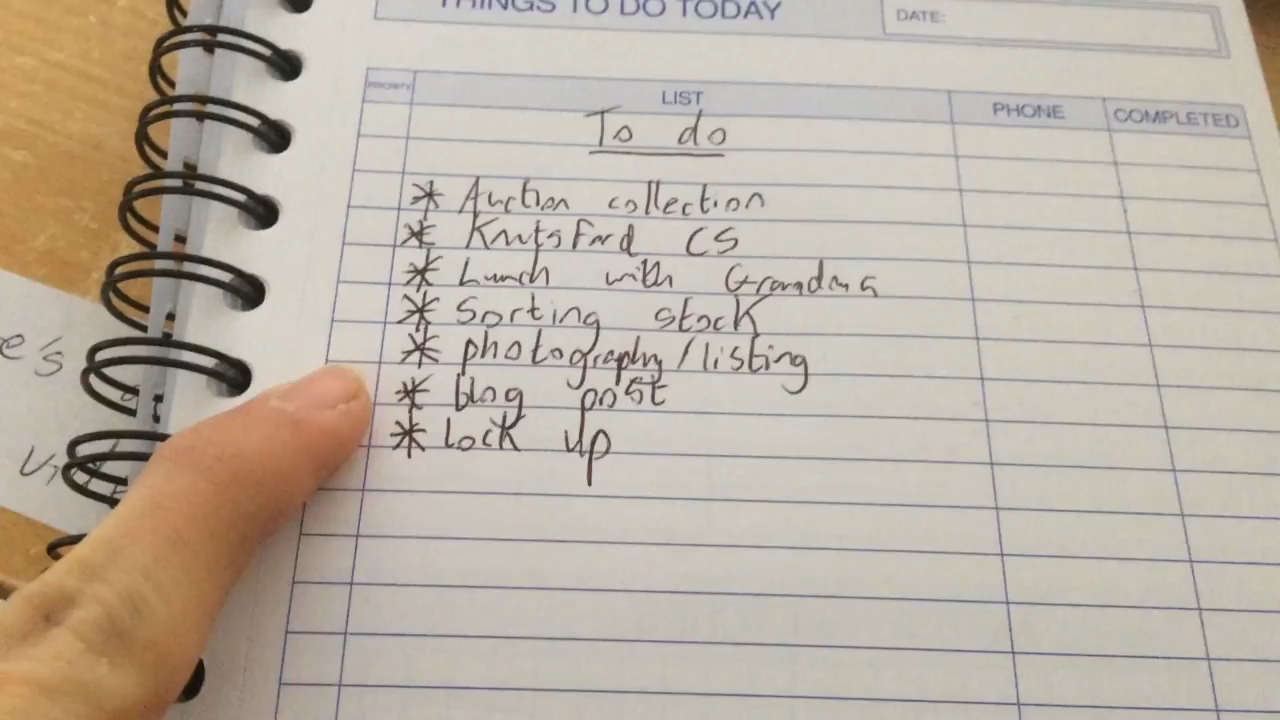 THINGS TO DO TODAY
DATE:
PRIORITY LIST PHONE COMPLETED
To do
* Auction collection
* Knutsford CS
* Lunch with Grandma
* Sorting stock
* photography/listing
* blog post
* lock up
e's